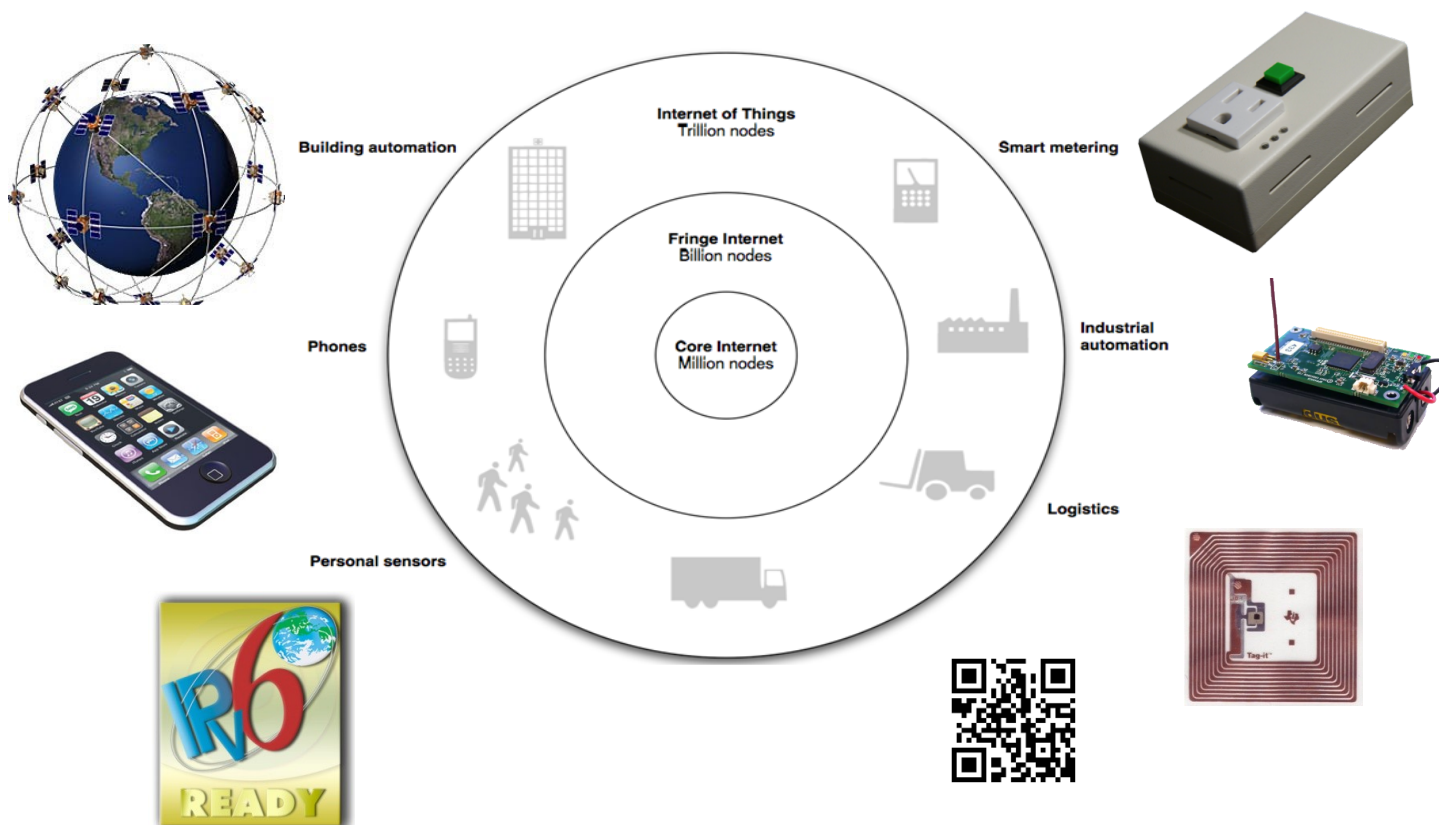 Internet of Things
Trillion nodes
Building automation
Smart metering
Fringe Internet
Billion nodes
Phones
Core Internet
Million nodes
Industrial
automation
Logistics
Personal sensors
Tag-it™
IPv6
READY